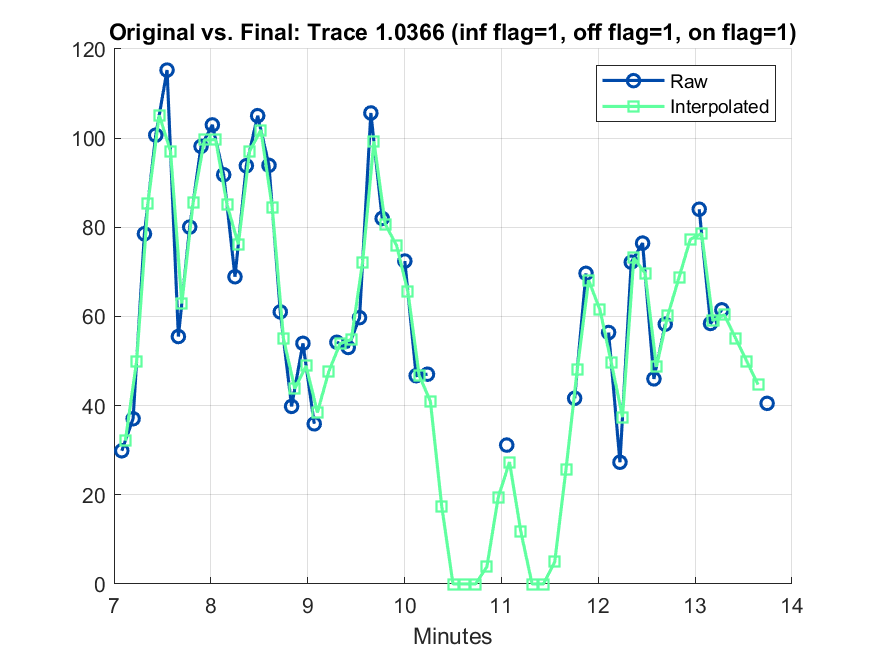 Original vs. Final: Trace 1.0366 (inf flag=1, off flag=1, on flag=1)
Raw
Interpolated
120
100
80
60
40
20
0
7 8 9 10 11 12 13 14
Minutes